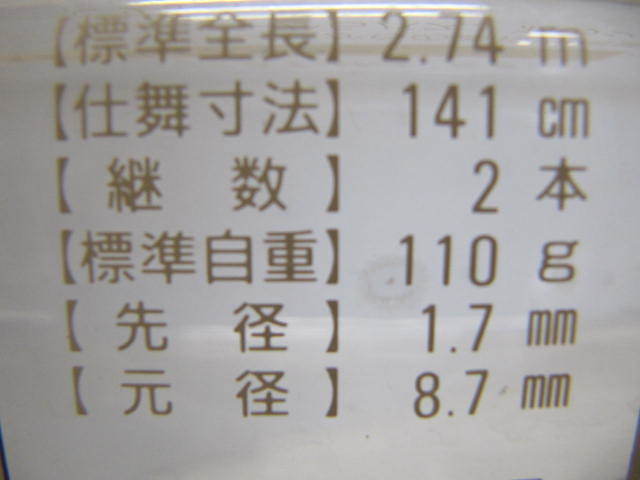 【標準全長】 2.74 m
【仕舞寸法】 141 cm
【継数】 2 本
【標準自重】 110 g
【先径】 1.7 mm
【元径】 8.7 mm